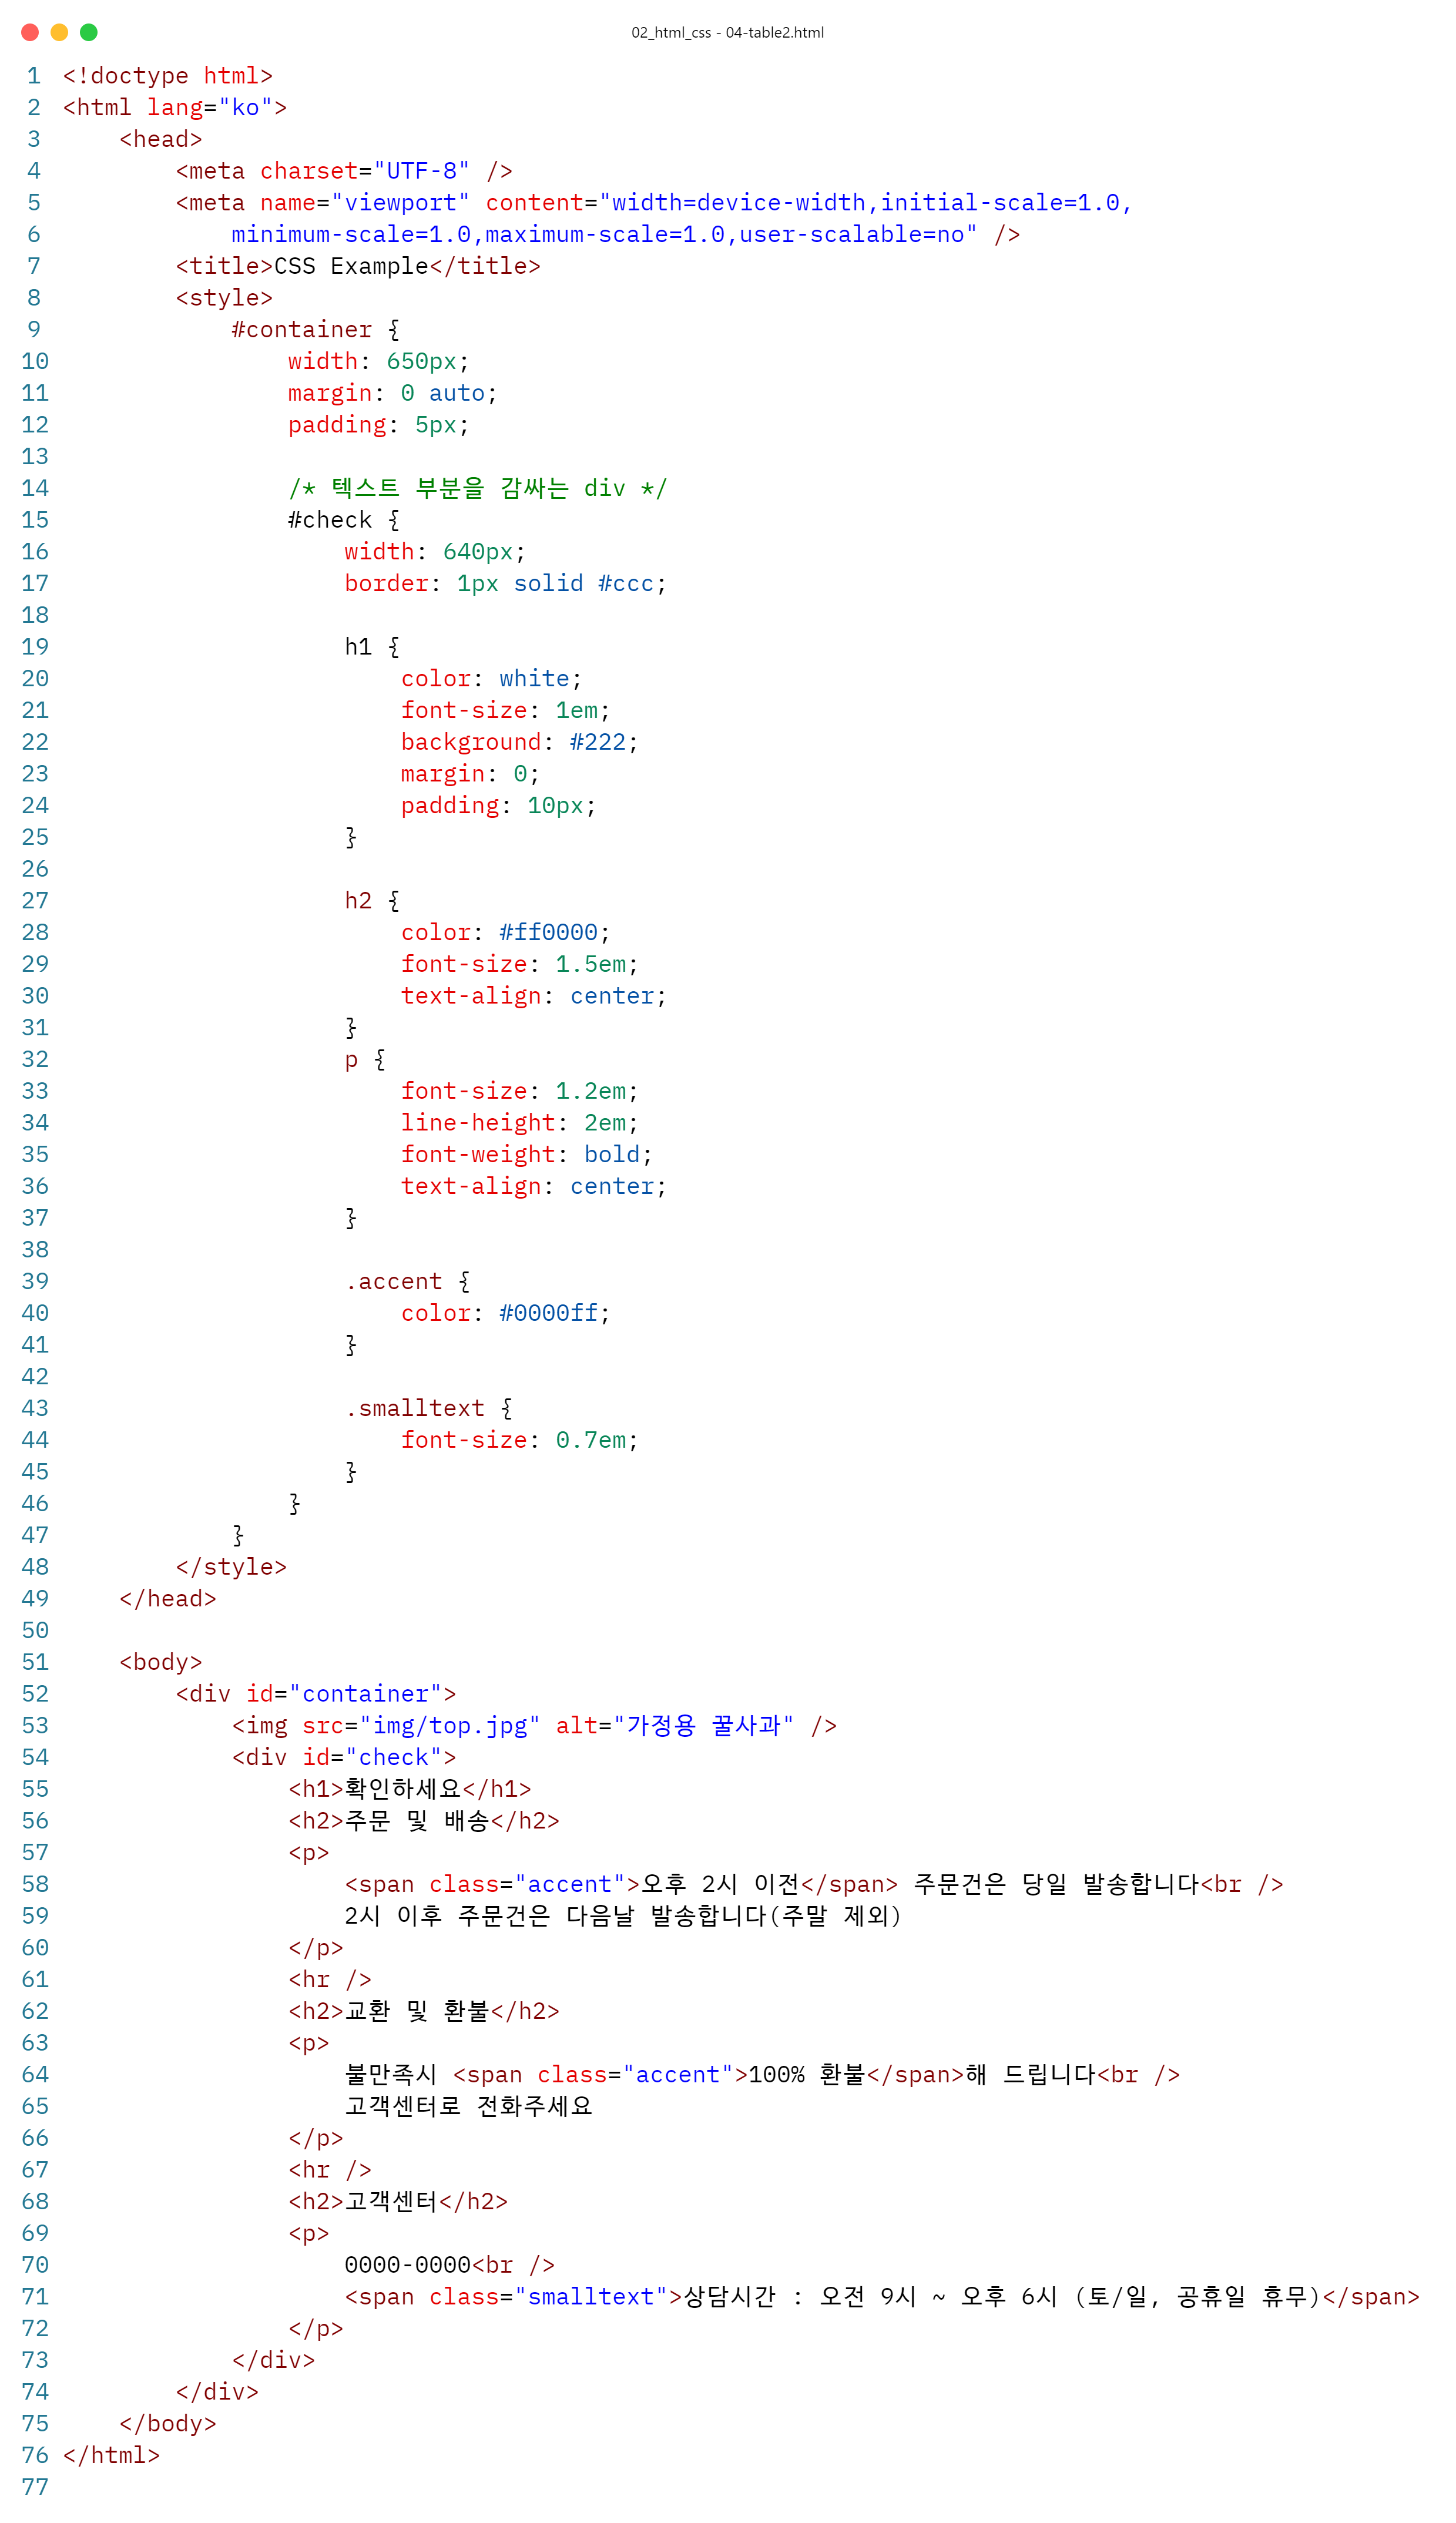 02_html_css - 04-table2.html
1 <!doctype html>
2 <html lang="ko">
3     <head>
4         <meta charset="UTF-8" />
5         <meta name="viewport" content="width=device-width,initial-scale=1.0,
6             minimum-scale=1.0,maximum-scale=1.0,user-scalable=no" />
7         <title>CSS Example</title>
8         <style>
9             #container {
10                 width: 650px;
11                 margin: 0 auto;
12                 padding: 5px;
13
14                 /* 텍스트 부분을 감싸는 div */
15                 #check {
16                     width: 640px;
17                     border: 1px solid #ccc;
18
19                     h1 {
20                         color: white;
21                         font-size: 1em;
22                         background: #222;
23                         margin: 0;
24                         padding: 10px;
25                     }
26
27                     h2 {
28                         color: #ff0000;
29                         font-size: 1.5em;
30                         text-align: center;
31                     }
32                     p {
33                         font-size: 1.2em;
34                         line-height: 2em;
35                         font-weight: bold;
36                         text-align: center;
37                     }
38
39                     .accent {
40                         color: #0000ff;
41                     }
42
43                     .smalltext {
44                         font-size: 0.7em;
45                     }
46                 }
47             }
48         </style>
49     </head>
50
51     <body>
52         <div id="container">
53             <img src="img/top.jpg" alt="가정용 꿀사과" />
54             <div id="check">
55                 <h1>확인하세요</h1>
56                 <h2>주문 및 배송</h2>
57                 <p>
58                     <span class="accent">오후 2시 이전</span> 주문건은 당일 발송합니다<br />
59                     2시 이후 주문건은 다음날 발송합니다(주말 제외)
60                 </p>
61                 <hr />
62                 <h2>교환 및 환불</h2>
63                 <p>
64                     불만족시 <span class="accent">100% 환불</span>해 드립니다<br />
65                     고객센터로 전화주세요
66                 </p>
67                 <hr />
68                 <h2>고객센터</h2>
69                 <p>
70                     0000-0000<br />
71                     <span class="smalltext">상담시간 : 오전 9시 ~ 오후 6시 (토/일, 공휴일 휴무)</span>
72                 </p>
73             </div>
74         </div>
75     </body>
76 </html>
77